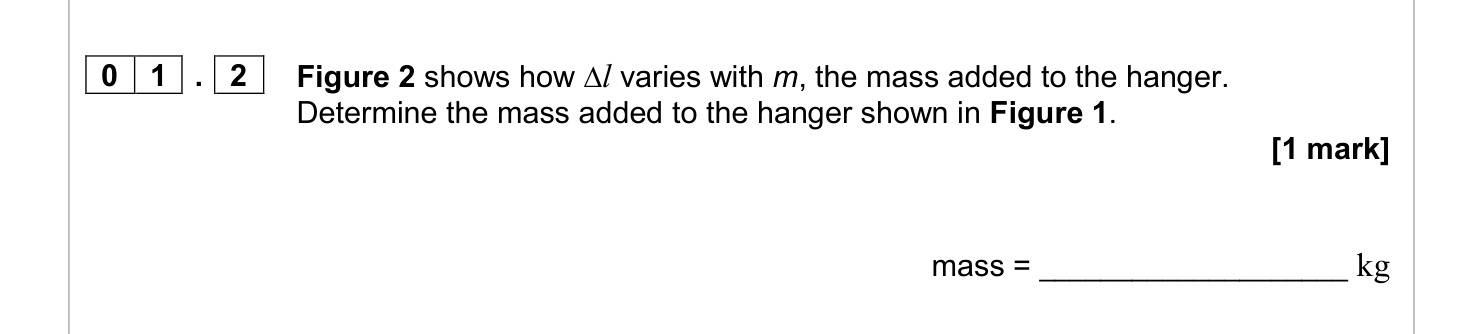 0 1 . 2 Figure 2 shows how Δl varies with m, the mass added to the hanger.
Determine the mass added to the hanger shown in Figure 1.
[1 mark]
mass = ____________________ kg